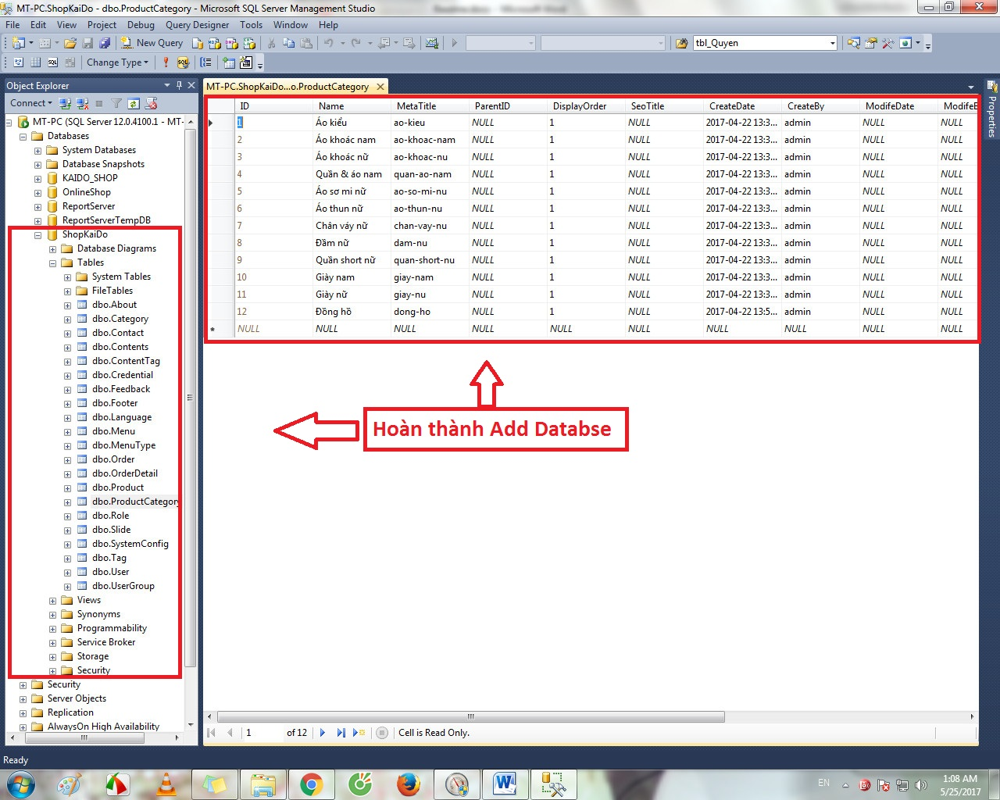 MT-PC.ShopKaiDo - dbo.ProductCategory - Microsoft SQL Server Management Studio
File Edit View Project Debug Query Designer Tools Window Help
New Query tbl_Quyen
Change Type
Object Explorer
Connect
MT-PC (SQL Server 12.0.4100.1 - MT-
Databases
System Databases
Database Snapshots
KAIDO_SHOP
OnlineShop
ReportServer
ReportServerTempDB
ShopKaiDo
Database Diagrams
Tables
System Tables
FileTables
dbo.About
dbo.Category
dbo.Contact
dbo.Contents
dbo.ContentTag
dbo.Credential
dbo.Feedback
dbo.Footer
dbo.Language
dbo.Menu
dbo.MenuType
dbo.Order
dbo.OrderDetail
dbo.Product
dbo.ProductCategory
dbo.Role
dbo.Slide
dbo.SystemConfig
dbo.Tag
dbo.User
dbo.UserGroup
Views
Synonyms
Programmability
Service Broker
Storage
Security
Security
Server Objects
Replication
AlwaysOn High Availability
MT-PC.ShopKaiDo...o.ProductCategory
ID Name MetaTitle ParentID DisplayOrder SeoTitle CreateDate CreateBy ModifeDate ModifeB
1 Áo kiểu ao-kieu NULL 1 NULL 2017-04-22 13:3... admin NULL NULL
2 Áo khoác nam ao-khoac-nam NULL 1 NULL 2017-04-22 13:3... admin NULL NULL
3 Áo khoác nữ ao-khoac-nu NULL 1 NULL 2017-04-22 13:3... admin NULL NULL
4 Quần & áo nam quan-ao-nam NULL 1 NULL 2017-04-22 13:3... admin NULL NULL
5 Áo sơ mi nữ ao-so-mi-nu NULL 1 NULL 2017-04-22 13:3... admin NULL NULL
6 Áo thun nữ ao-thun-nu NULL 1 NULL 2017-04-22 13:3... admin NULL NULL
7 Chân váy nữ chan-vay-nu NULL 1 NULL 2017-04-22 13:3... admin NULL NULL
8 Đầm nữ dam-nu NULL 1 NULL 2017-04-22 13:3... admin NULL NULL
9 Quần short nữ quan-short-nu NULL 1 NULL 2017-04-22 13:3... admin NULL NULL
10 Giày nam giay-nam NULL 1 NULL 2017-04-22 13:3... admin NULL NULL
11 Giày nữ giay-nu NULL 1 NULL 2017-04-22 13:3... admin NULL NULL
12 Đồng hồ dong-ho NULL 1 NULL 2017-04-22 13:5... admin NULL NULL
NULL NULL NULL NULL NULL NULL NULL NULL NULL NULL
Hoàn thành Add Databse
1 of 12 Cell is Read Only.
Properties
Ready
EN 1:08 AM
5/25/2017